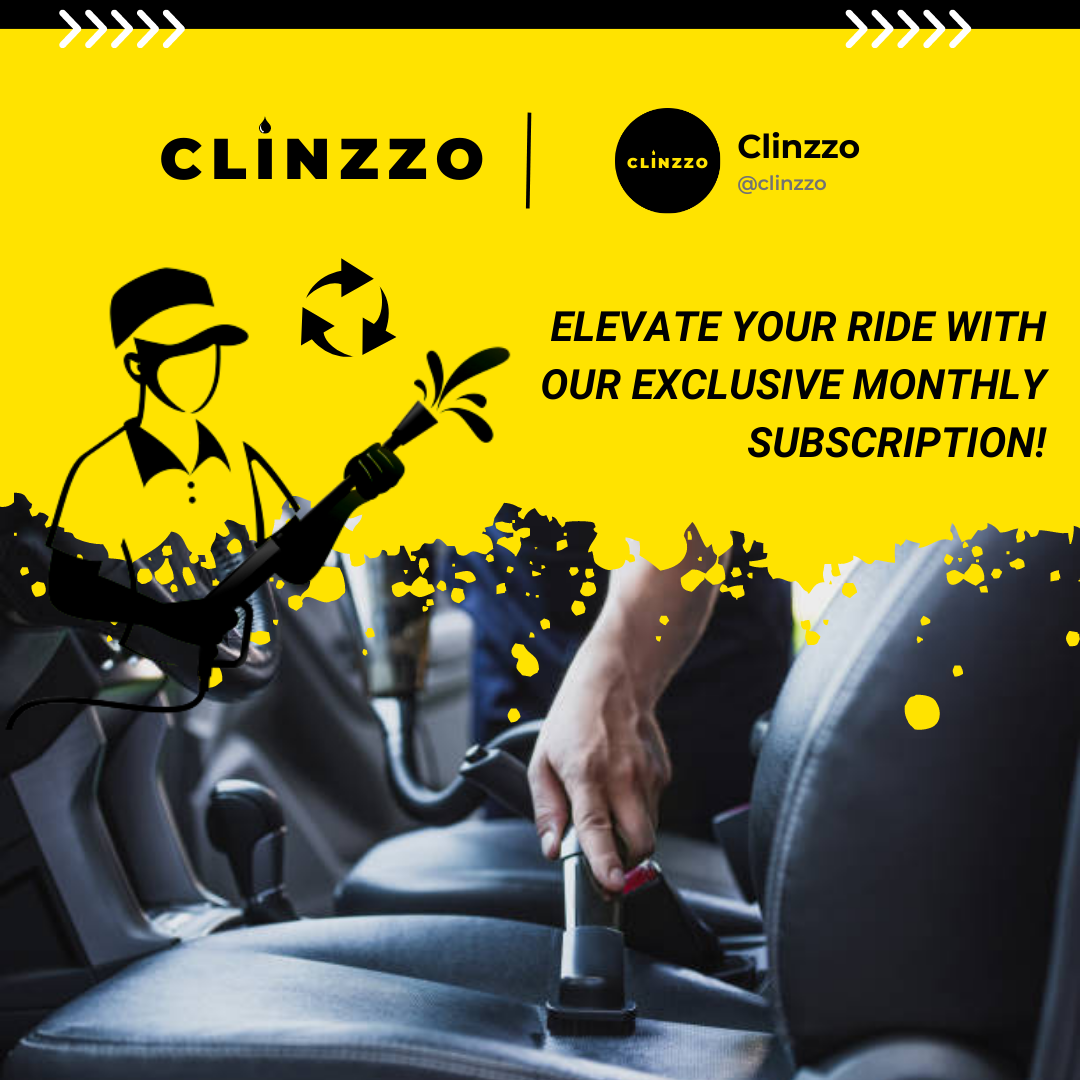 CLINZZO
CLINZZO
Clinzzo
@clinzzo
ELEVATE YOUR RIDE WITH
OUR EXCLUSIVE MONTHLY
SUBSCRIPTION!